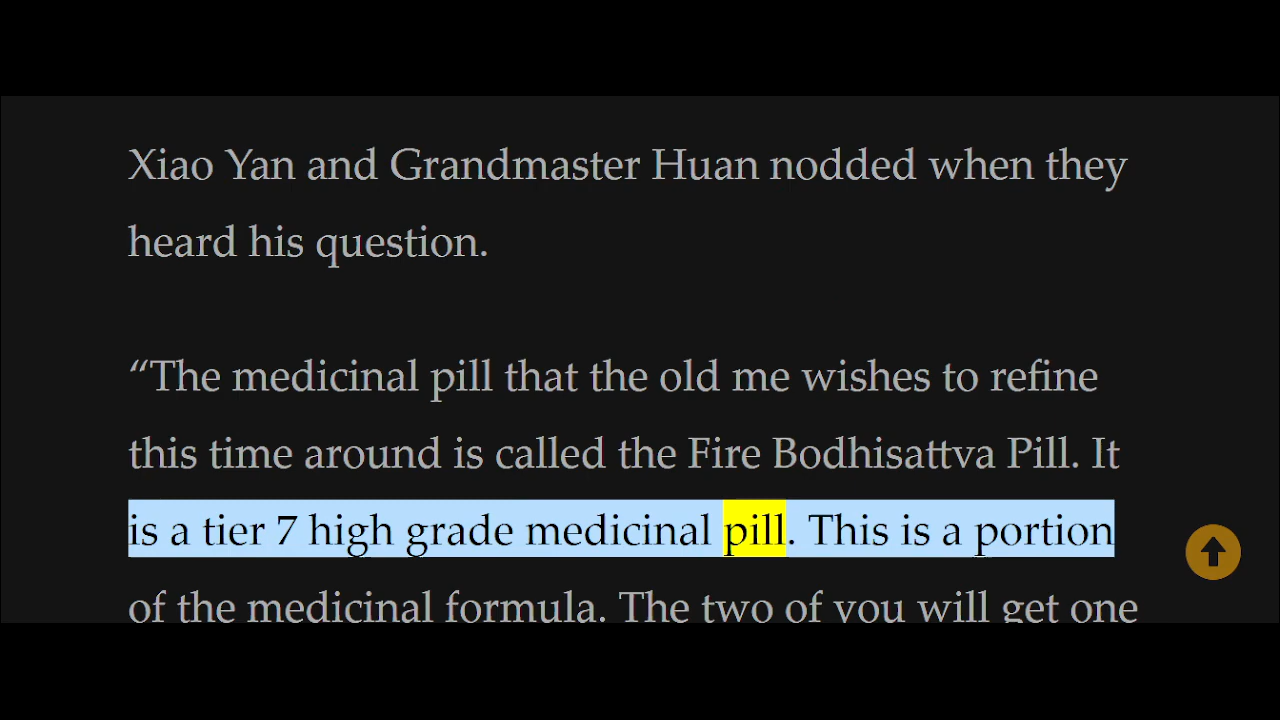 Xiao Yan and Grandmaster Huan nodded when they
heard his question.
“The medicinal pill that the old me wishes to refine
this time around is called the Fire Bodhisattva Pill. It
is a tier 7 high grade medicinal pill. This is a portion
of the medicinal formula. The two of you will get one